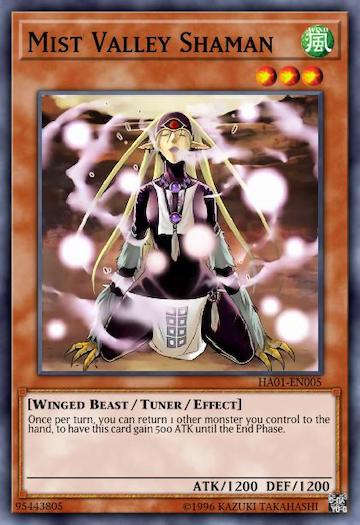 MIST VALLEY SHAMAN
WIND
風
HA01-EN005
[WINGED BEAST / TUNER / EFFECT]
Once per turn, you can return 1 other monster you control to the
hand, to have this card gain 500 ATK until the End Phase.
ATK/1200 DEF/1200
95443805
©1996 KAZUKI TAKAHASHI